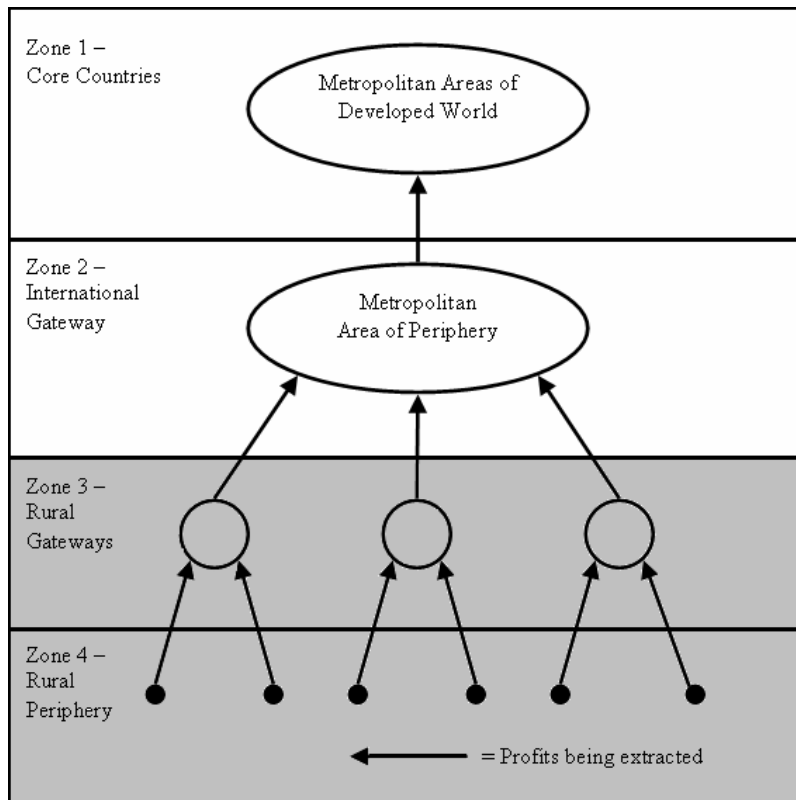 Zone 1 –
Core Countries
Metropolitan Areas of
Developed World
Zone 2 –
International
Gateway
Metropolitan
Area of Periphery
Zone 3 –
Rural
Gateways
Zone 4 –
Rural
Periphery
= Profits being extracted